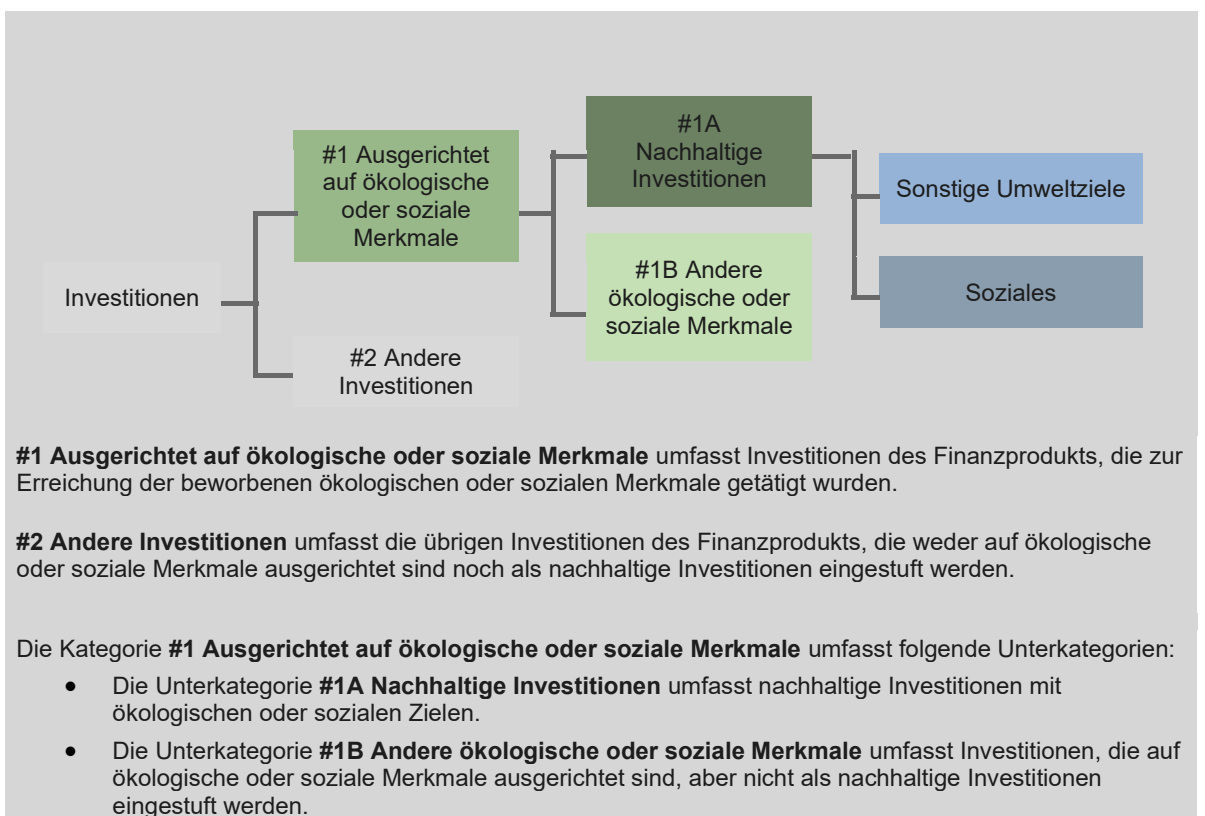 #1A
Nachhaltige
Investitionen
#1 Ausgerichtet
auf ökologische
oder soziale
Merkmale
Sonstige Umweltziele
#1B Andere
ökologische oder
soziale Merkmale
Soziales
Investitionen
#2 Andere
Investitionen
#1 Ausgerichtet auf ökologische oder soziale Merkmale umfasst Investitionen des Finanzprodukts, die zur
Erreichung der beworbenen ökologischen oder sozialen Merkmale getätigt wurden.
#2 Andere Investitionen umfasst die übrigen Investitionen des Finanzprodukts, die weder auf ökologische
oder soziale Merkmale ausgerichtet sind noch als nachhaltige Investitionen eingestuft werden.
Die Kategorie #1 Ausgerichtet auf ökologische oder soziale Merkmale umfasst folgende Unterkategorien:
• Die Unterkategorie #1A Nachhaltige Investitionen umfasst nachhaltige Investitionen mit
ökologischen oder sozialen Zielen.
• Die Unterkategorie #1B Andere ökologische oder soziale Merkmale umfasst Investitionen, die auf
ökologische oder soziale Merkmale ausgerichtet sind, aber nicht als nachhaltige Investitionen
eingestuft werden.